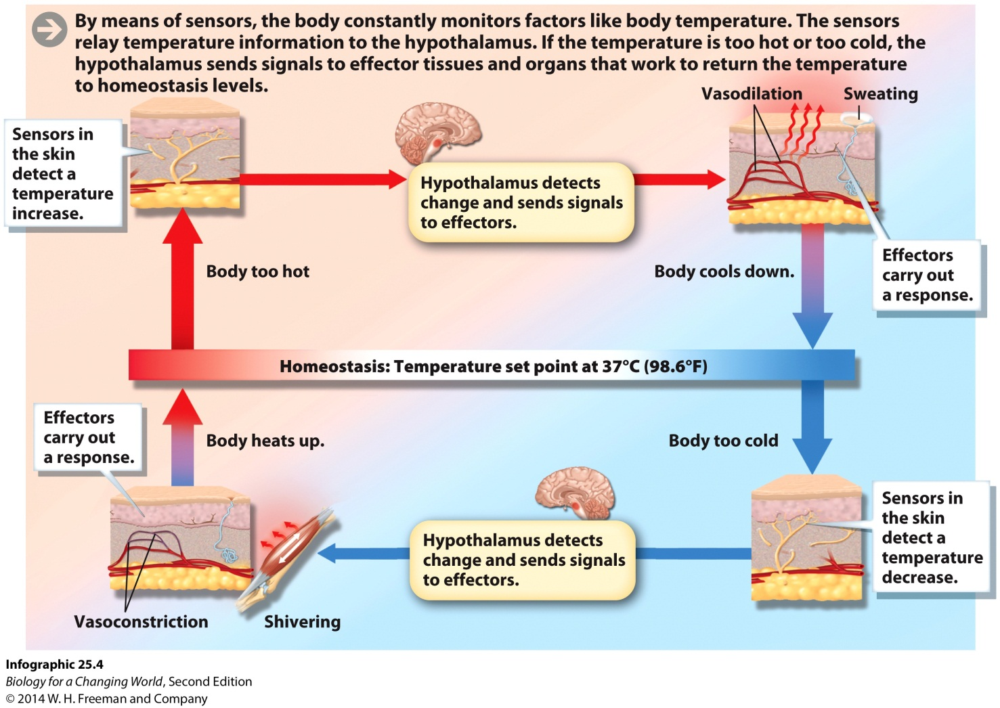 By means of sensors, the body constantly monitors factors like body temperature. The sensors
relay temperature information to the hypothalamus. If the temperature is too hot or too cold, the
hypothalamus sends signals to effector tissues and organs that work to return the temperature
to homeostasis levels.
Vasodilation
Sweating
Sensors in
the skin
detect a
temperature
increase.
Hypothalamus detects
change and sends signals
to effectors.
Effectors
carry out
a response.
Body too hot
Body cools down.
Homeostasis: Temperature set point at 37°C (98.6°F)
Effectors
carry out
a response.
Body heats up.
Body too cold
Sensors in
the skin
detect a
temperature
decrease.
Hypothalamus detects
change and sends signals
to effectors.
Vasoconstriction
Shivering
Infographic 25.4
Biology for a Changing World, Second Edition
© 2014 W. H. Freeman and Company